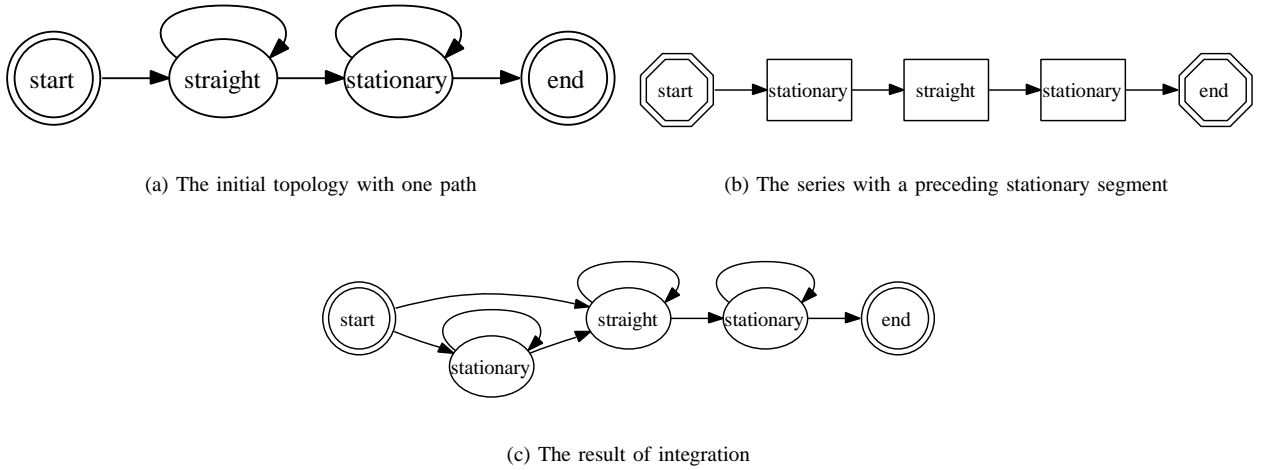 start
straight
stationary
end
(a) The initial topology with one path
start
stationary
straight
stationary
end
(b) The series with a preceding stationary segment
start
stationary
straight
stationary
end
(c) The result of integration